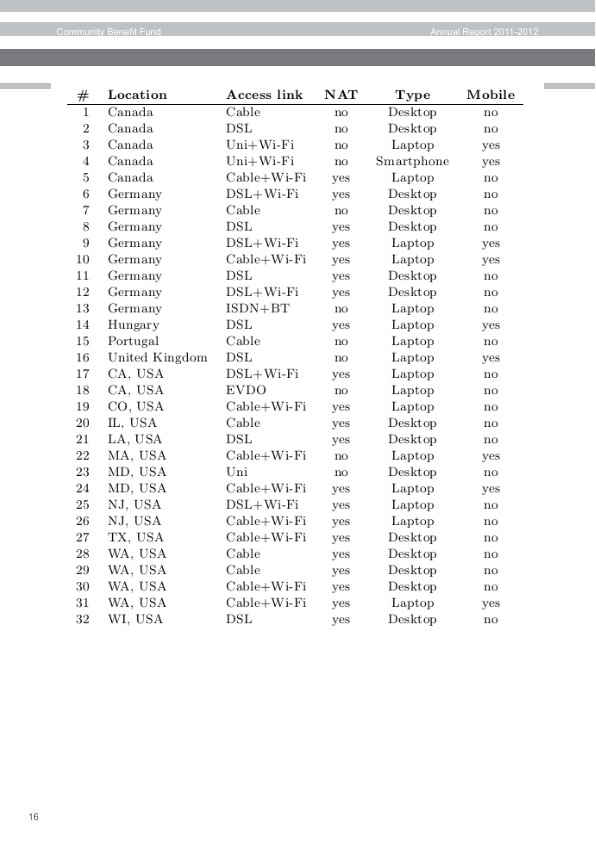 Community Benefit Fund Annual Report 2011-2012
# Location Access link NAT Type Mobile
1 Canada Cable no Desktop no
2 Canada DSL no Desktop no
3 Canada Uni+Wi-Fi no Laptop yes
4 Canada Uni+Wi-Fi no Smartphone yes
5 Canada Cable+Wi-Fi yes Laptop no
6 Germany DSL+Wi-Fi yes Desktop no
7 Germany Cable no Desktop no
8 Germany DSL yes Desktop no
9 Germany DSL+Wi-Fi yes Laptop yes
10 Germany Cable+Wi-Fi yes Laptop yes
11 Germany DSL yes Desktop no
12 Germany DSL+Wi-Fi yes Desktop no
13 Germany ISDN+BT no Laptop no
14 Hungary DSL yes Laptop yes
15 Portugal Cable no Laptop no
16 United Kingdom DSL no Laptop yes
17 CA, USA DSL+Wi-Fi yes Laptop no
18 CA, USA EVDO no Laptop no
19 CO, USA Cable+Wi-Fi yes Laptop no
20 IL, USA Cable yes Desktop no
21 LA, USA DSL yes Desktop no
22 MA, USA Cable+Wi-Fi no Laptop yes
23 MD, USA Uni no Desktop no
24 MD, USA Cable+Wi-Fi yes Laptop yes
25 NJ, USA DSL+Wi-Fi yes Laptop no
26 NJ, USA Cable+Wi-Fi yes Laptop no
27 TX, USA Cable+Wi-Fi yes Desktop no
28 WA, USA Cable yes Desktop no
29 WA, USA Cable yes Desktop no
30 WA, USA Cable+Wi-Fi yes Desktop no
31 WA, USA Cable+Wi-Fi yes Laptop yes
32 WI, USA DSL yes Desktop no
16